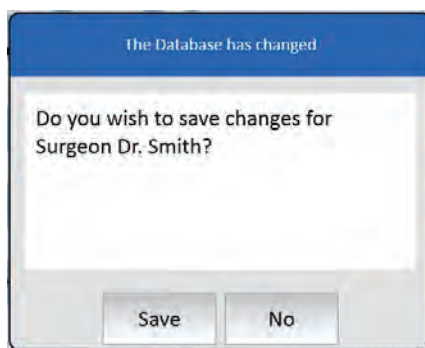 The Database has changed
Do you wish to save changes for
Surgeon Dr. Smith?
Save
No